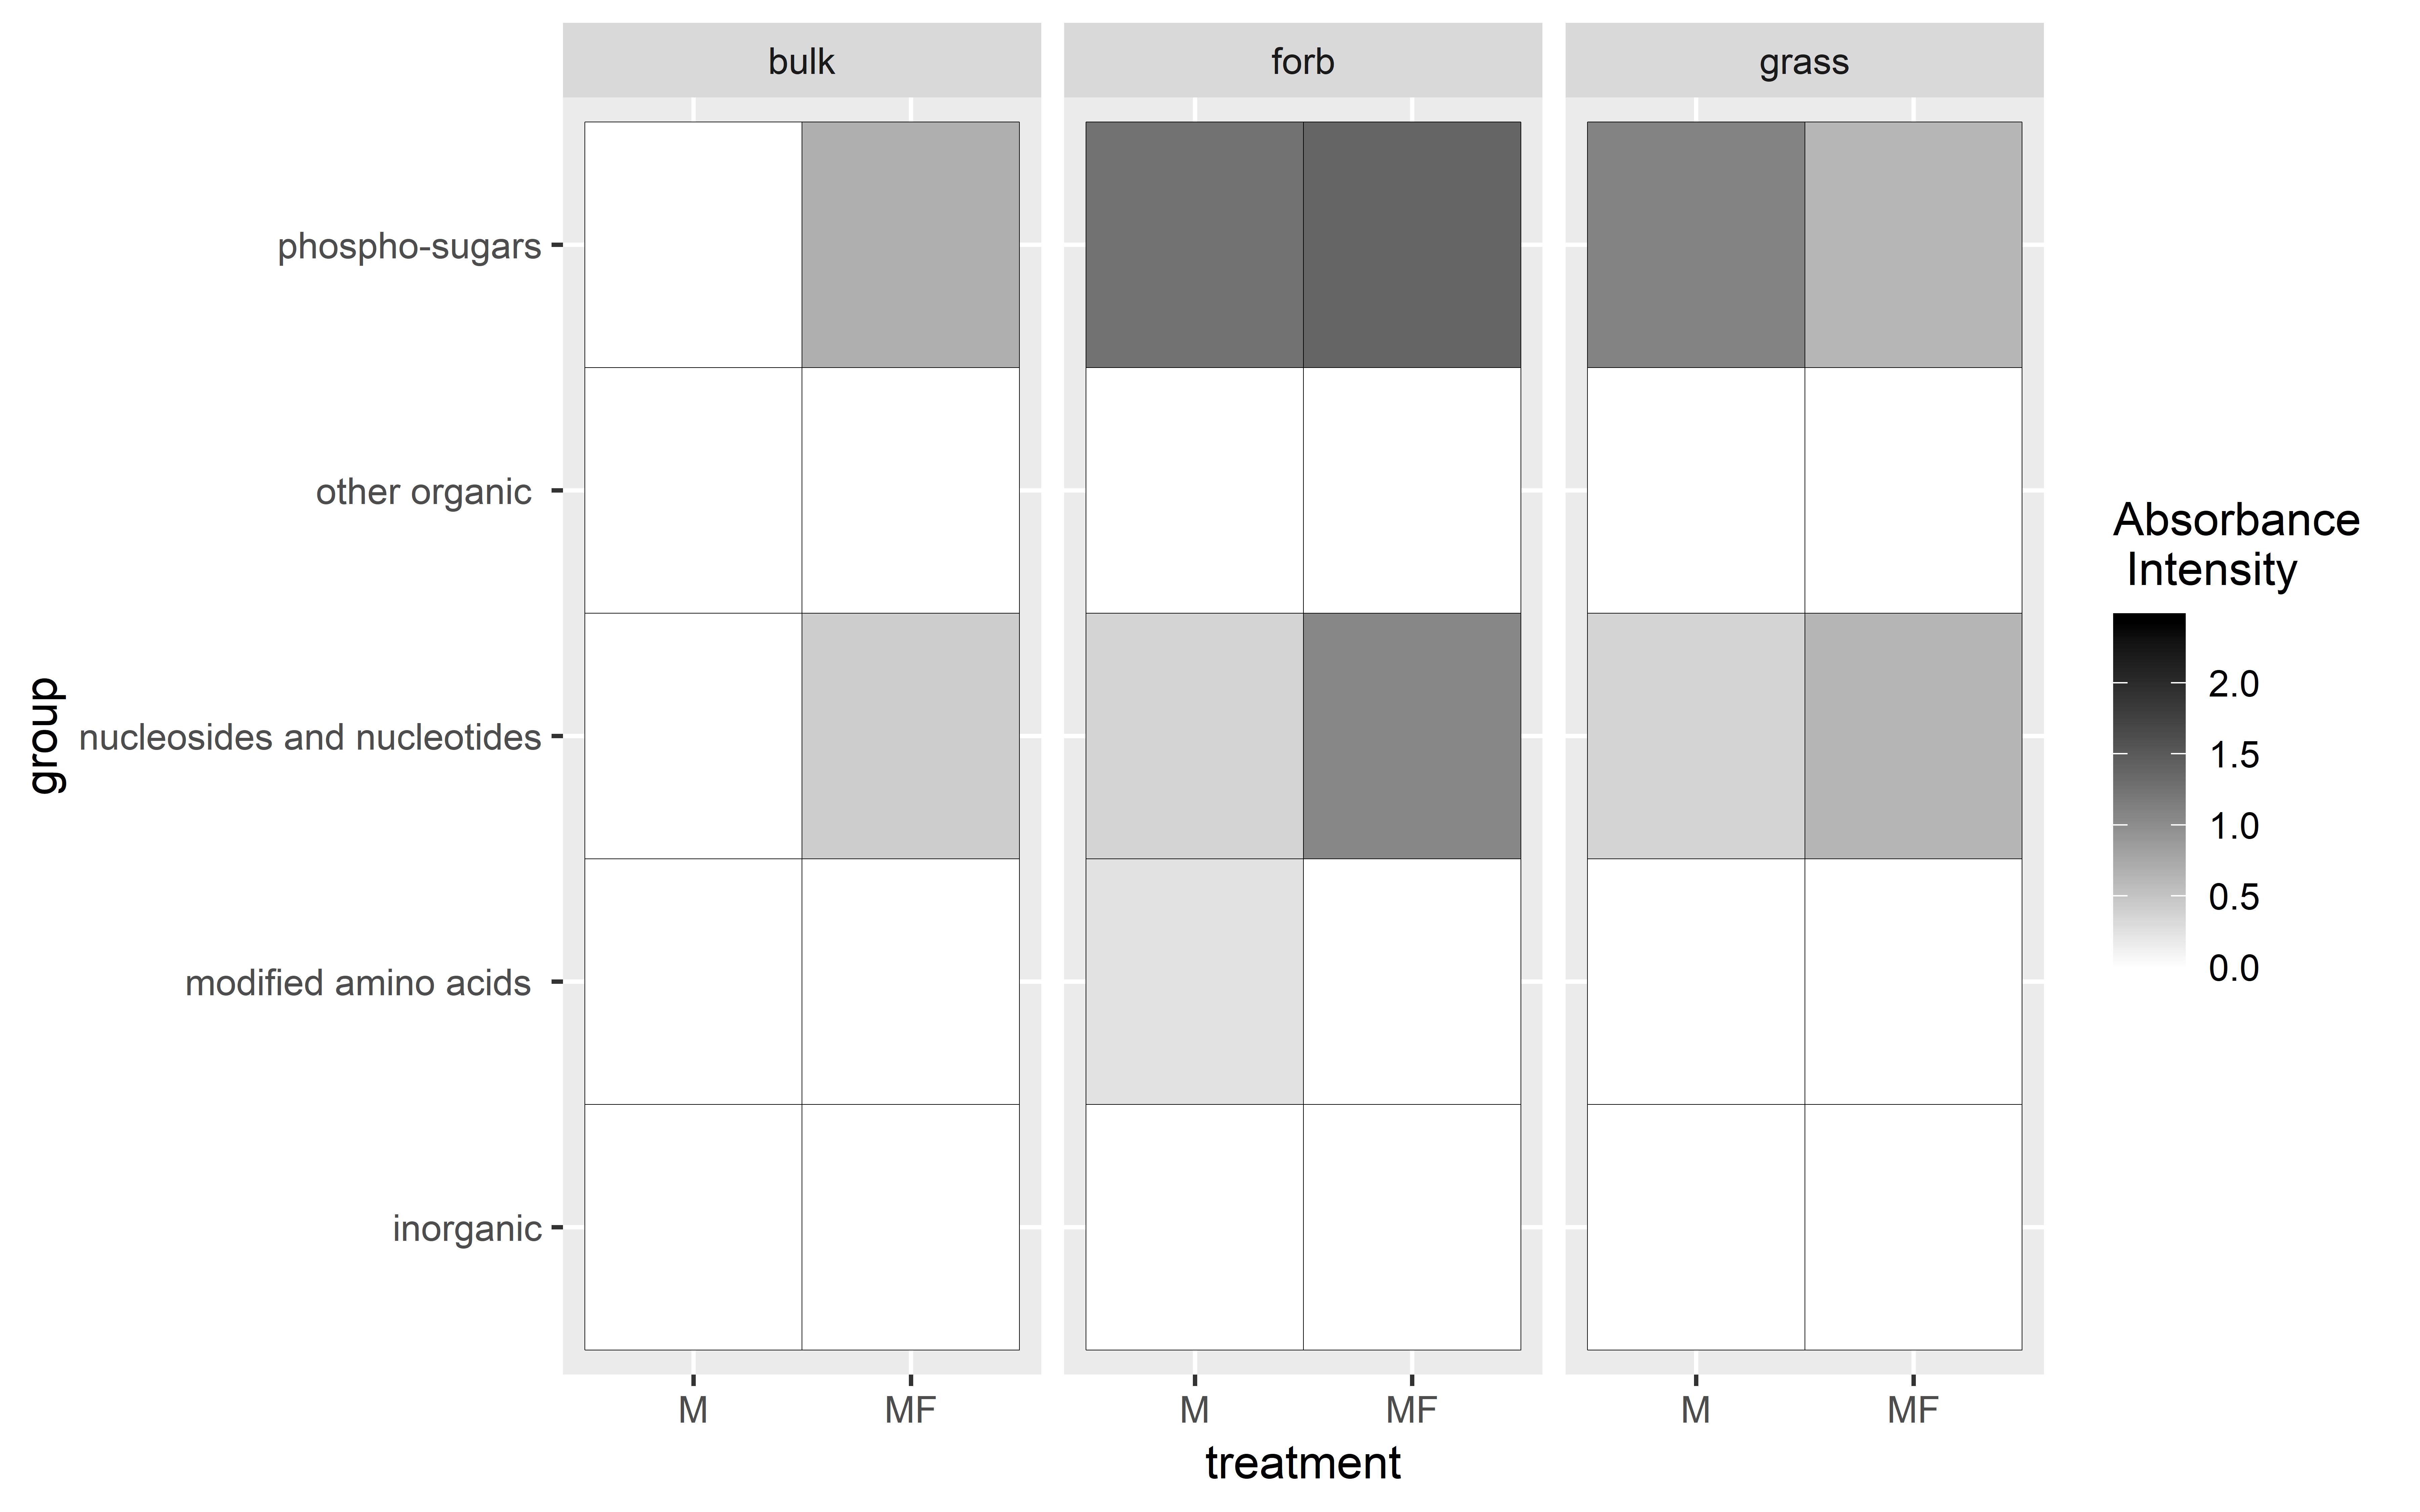 bulk
forb
grass
phospho-sugars
other organic
nucleosides and nucleotides
modified amino acids
inorganic
group
M
MF
M
MF
M
MF
treatment
Absorbance
Intensity
2.0
1.5
1.0
0.5
0.0